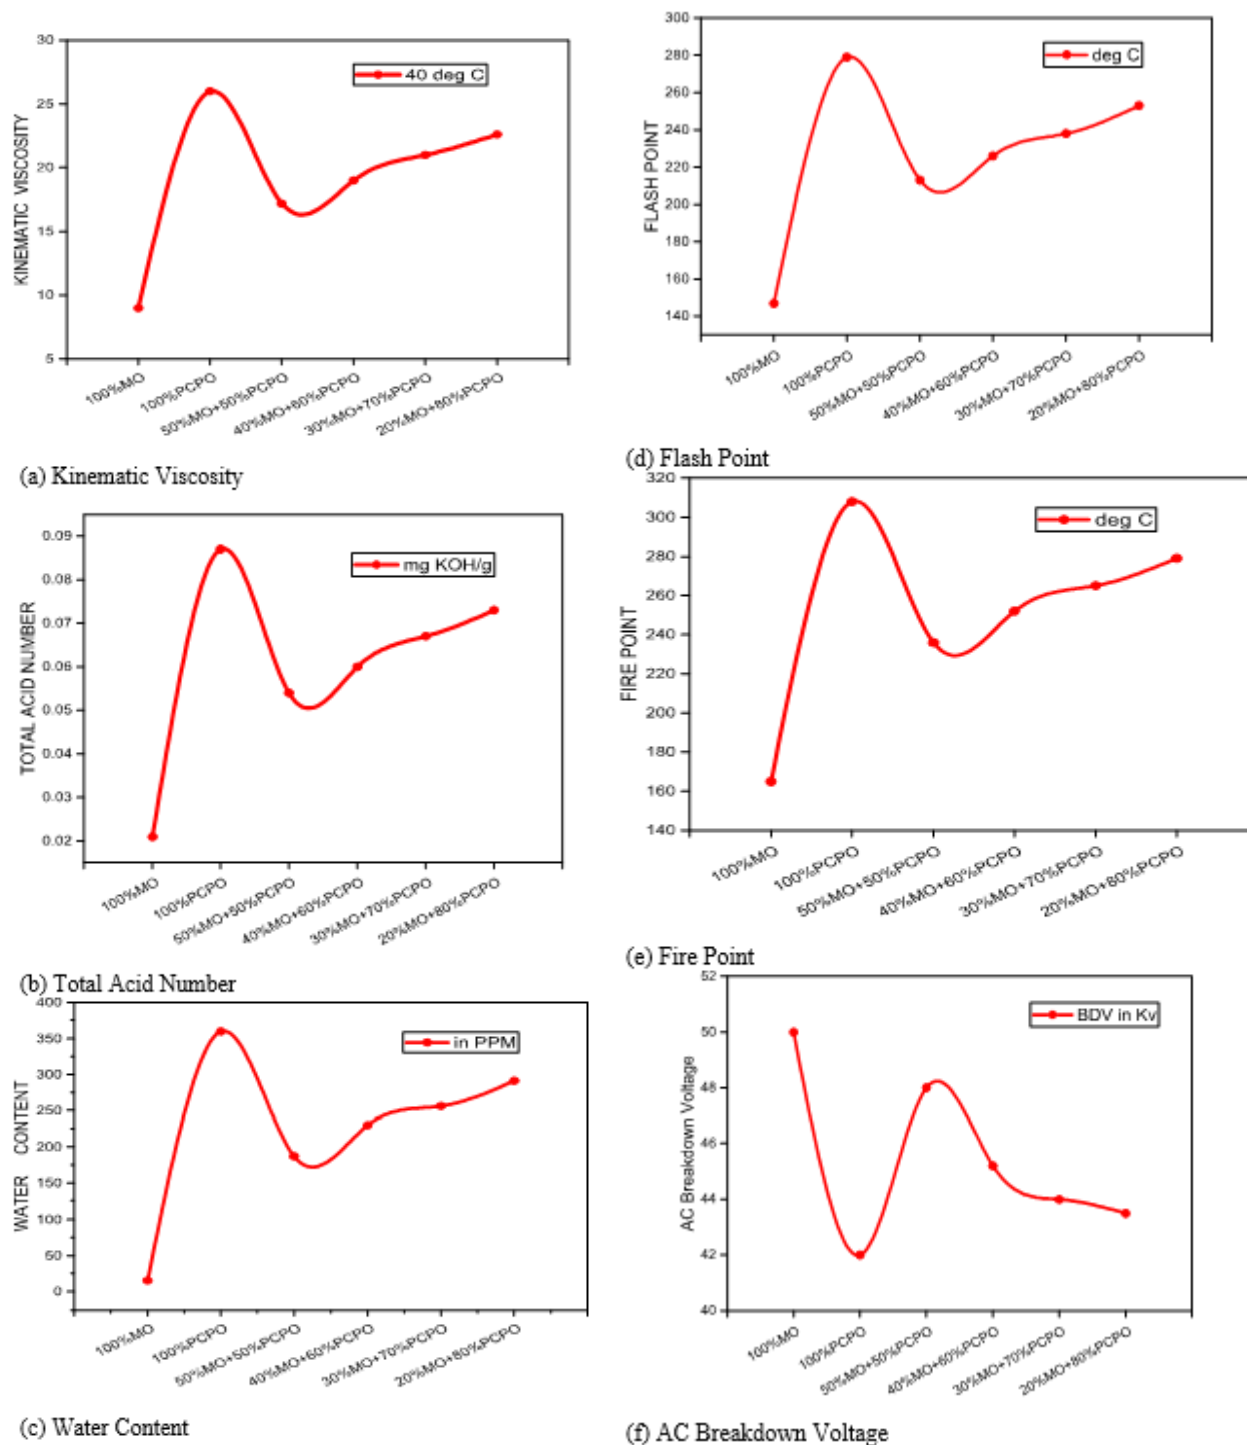 30
25
20
15
10
5
KINEMATIC VISCOSITY
40 deg C
100%MO
100%PCPO
50%MO+50%PCPO
40%MO+60%PCPO
30%MO+70%PCPO
20%MO+80%PCPO
(a) Kinematic Viscosity
0.09
0.08
0.07
0.06
0.05
0.04
0.03
0.02
TOTAL ACID NUMBER
mg KOH/g
100%MO
100%PCPO
50%MO+50%PCPO
40%MO+60%PCPO
30%MO+70%PCPO
20%MO+80%PCPO
(b) Total Acid Number
400
350
300
250
200
150
100
50
0
WATER CONTENT
in PPM
100%MO
100%PCPO
50%MO+50%PCPO
40%MO+60%PCPO
30%MO+70%PCPO
20%MO+80%PCPO
(c) Water Content
300
280
260
240
220
200
180
160
140
FLASH POINT
deg C
100%MO
100%PCPO
50%MO+50%PCPO
40%MO+60%PCPO
30%MO+70%PCPO
20%MO+80%PCPO
(d) Flash Point
320
300
280
260
240
220
200
180
160
140
FIRE POINT
deg C
100%MO
100%PCPO
50%MO+50%PCPO
40%MO+60%PCPO
30%MO+70%PCPO
20%MO+80%PCPO
(e) Fire Point
52
50
48
46
44
42
40
AC Breakdown Voltage
BDV in Kv
100%MO
100%PCPO
50%MO+50%PCPO
40%MO+60%PCPO
30%MO+70%PCPO
20%MO+80%PCPO
(f) AC Breakdown Voltage